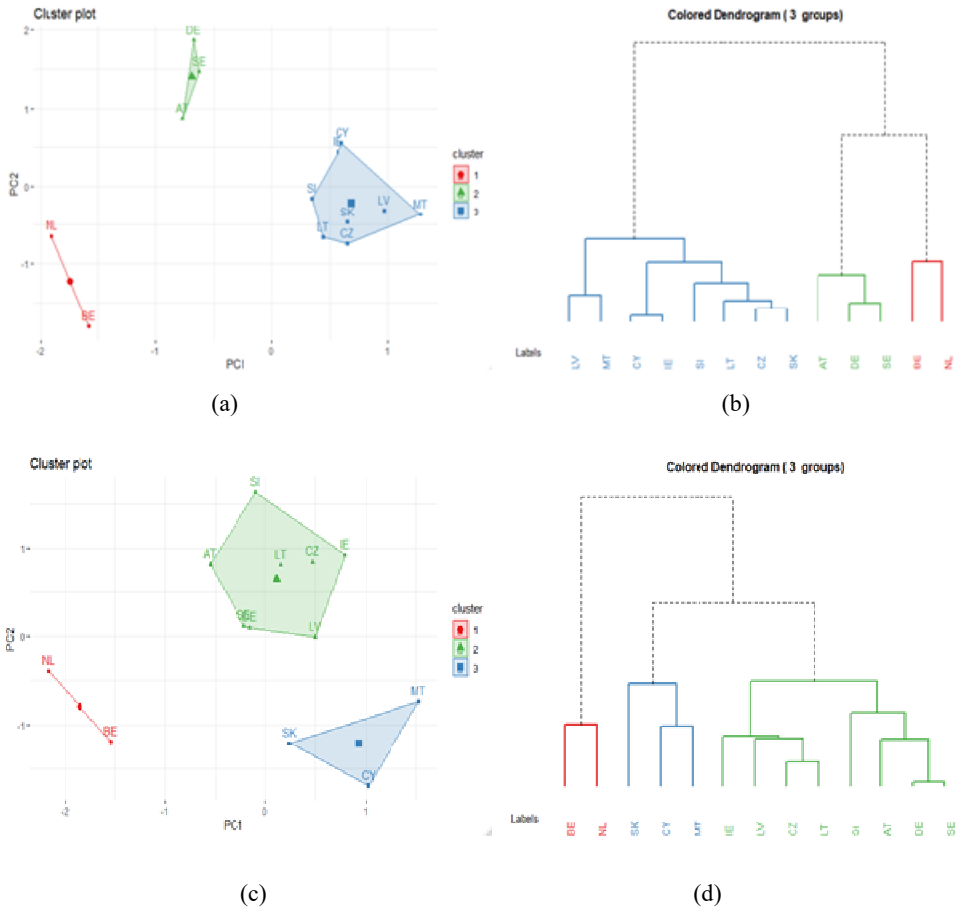 Cluster plot
2
1
0
-1
-2
-1
0
1
PC2
PC1
DE
SE
AT
CY
IE
SI
SK
LV
MT
LT
CZ
NL
BE
cluster
1
2
3
(a)
Colored Dendrogram ( 3 groups)
Labels
LV MT CY IE SI LT CZ SK AT DE SE BE NL
(b)
Cluster plot
1
0
-1
-2
-1
0
1
PC2
PC1
SI
AT
LT
CZ
IE
SE
DE
LV
NL
BE
MT
SK
CY
cluster
1
2
3
(c)
Colored Dendrogram ( 3 groups)
Labels
BE NL SK CY MT IE LV CZ LT SI AT DE SE
(d)